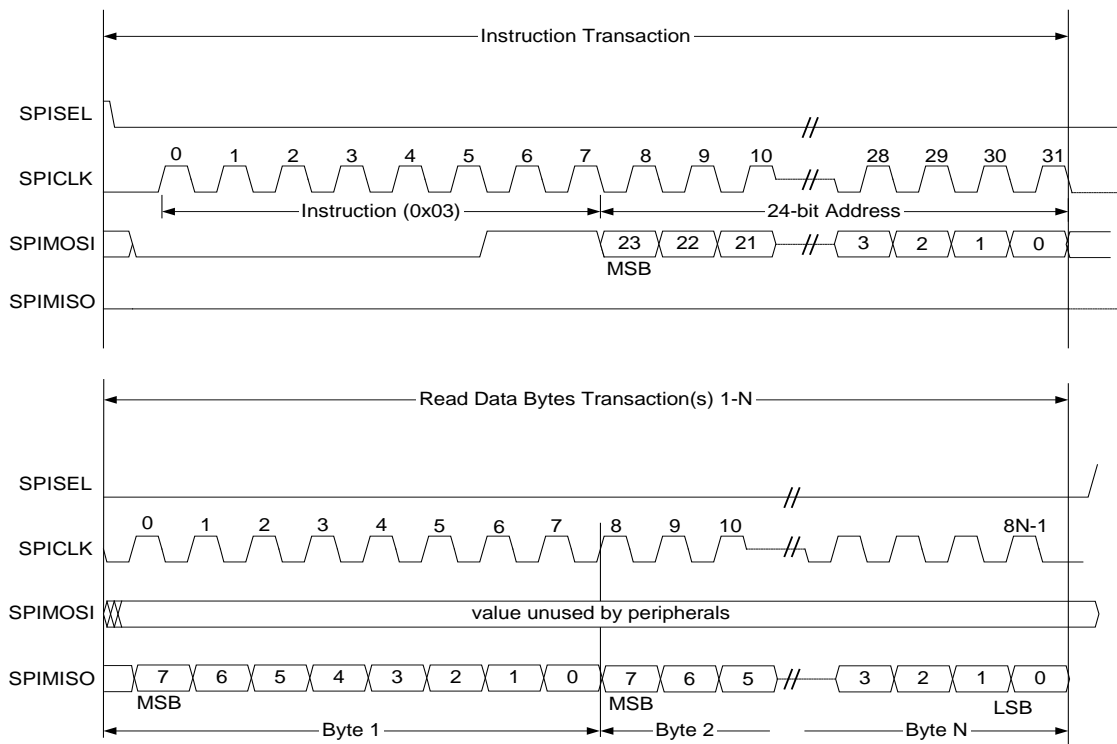 Instruction Transaction
SPISEL
0 1 2 3 4 5 6 7 8 9 10 28 29 30 31
SPICLK
Instruction (0x03) 24-bit Address
SPIMOSI 23 22 21 3 2 1 0
MSB
SPIMISO
Read Data Bytes Transaction(s) 1-N
SPISEL
0 1 2 3 4 5 6 7 8 9 10 8N-1
SPICLK
SPIMOSI value unused by peripherals
SPIMISO 7 6 5 4 3 2 1 0 7 6 5 3 2 1 0
MSB MSB LSB
Byte 1 Byte 2 Byte N